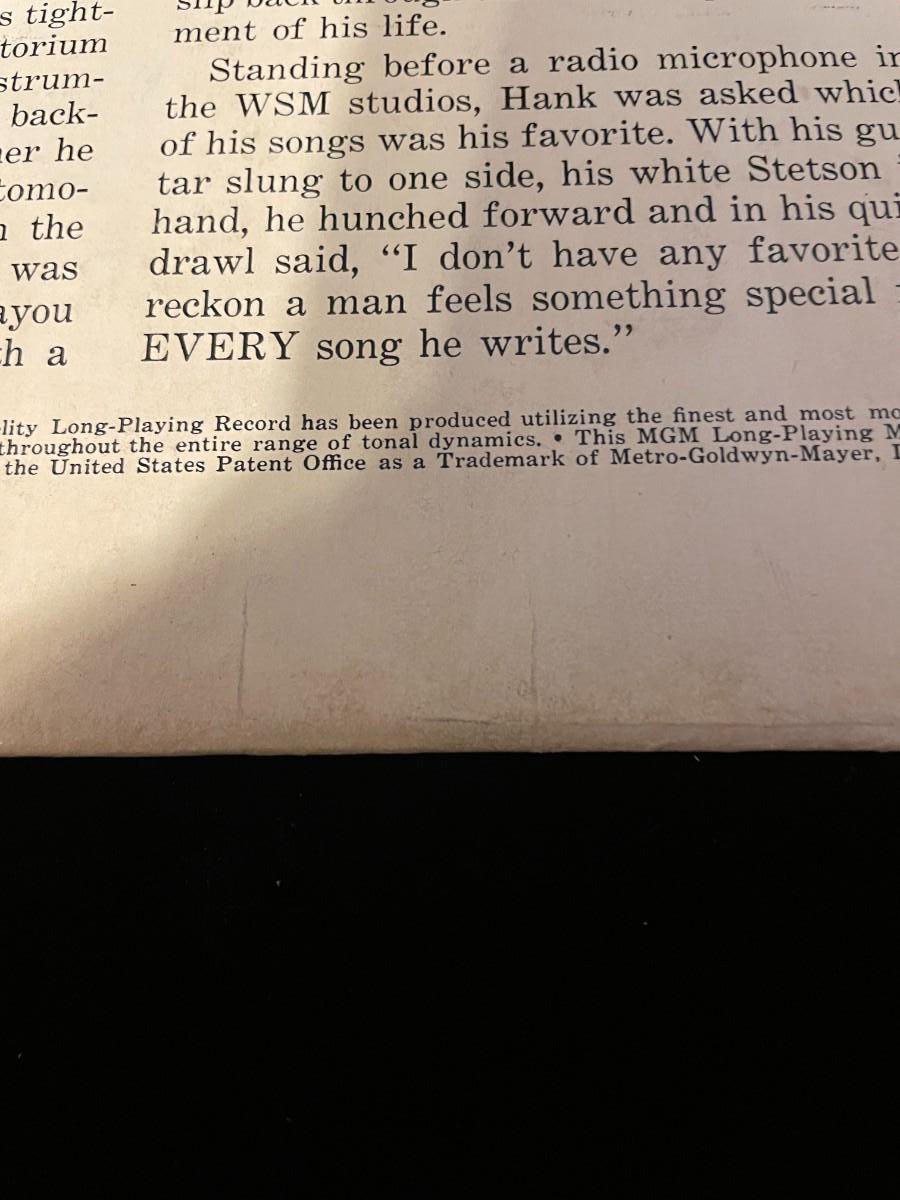 s tight-
torium
strum-
back-
er he
tomo-
the
was
ayou
h a
slip back through
ment of his life.
Standing before a radio microphone in
the WSM studios, Hank was asked which
of his songs was his favorite. With his gui
tar slung to one side, his white Stetson
hand, he hunched forward and in his qui
drawl said, “I don’t have any favorite
reckon a man feels something special
EVERY song he writes.”
lity Long-Playing Record has been produced utilizing the finest and most mo
throughout the entire range of tonal dynamics. • This MGM Long-Playing M
the United States Patent Office as a Trademark of Metro-Goldwyn-Mayer, I